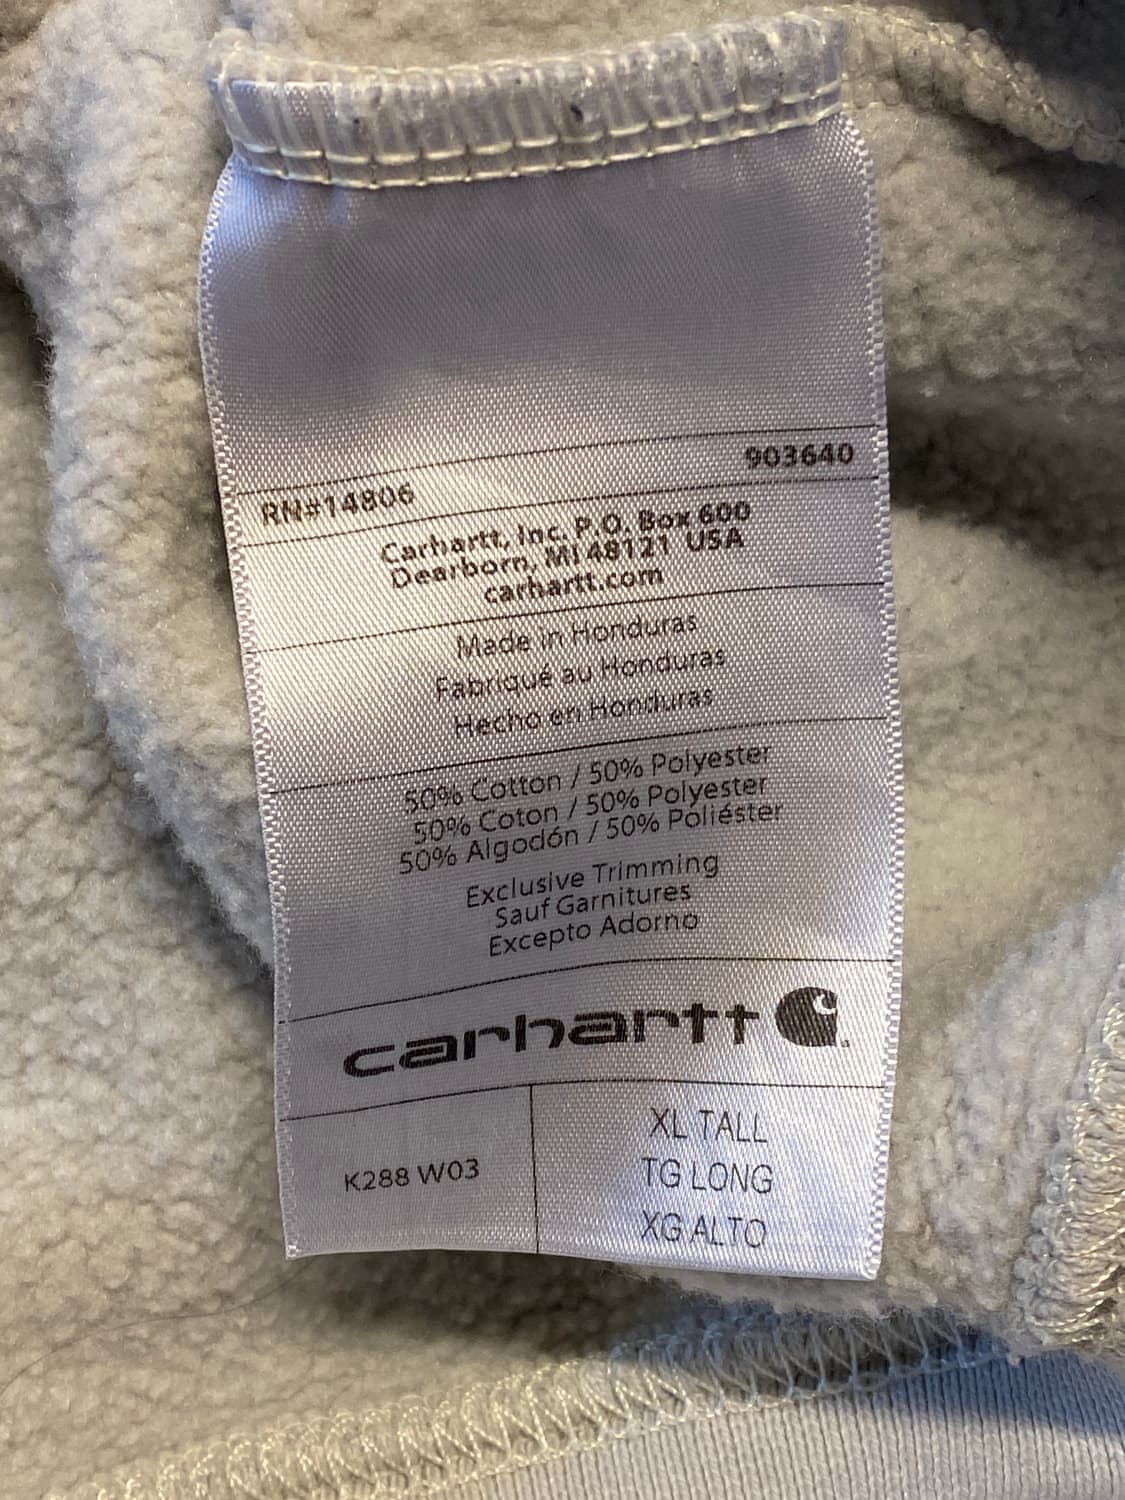 903640
RN#14806
Carhartt, Inc. P.O. Box 600
Dearborn, MI 48121 USA
carhartt.com
Made in Honduras
Fabriqué au Honduras
Hecho en Honduras
50% Cotton / 50% Polyester
50% Coton / 50% Polyester
50% Algodón / 50% Poliéster
Exclusive Trimming
Sauf Garnitures
Excepto Adorno
carhartt
K288 W03
XL TALL
TG LONG
XG ALTO